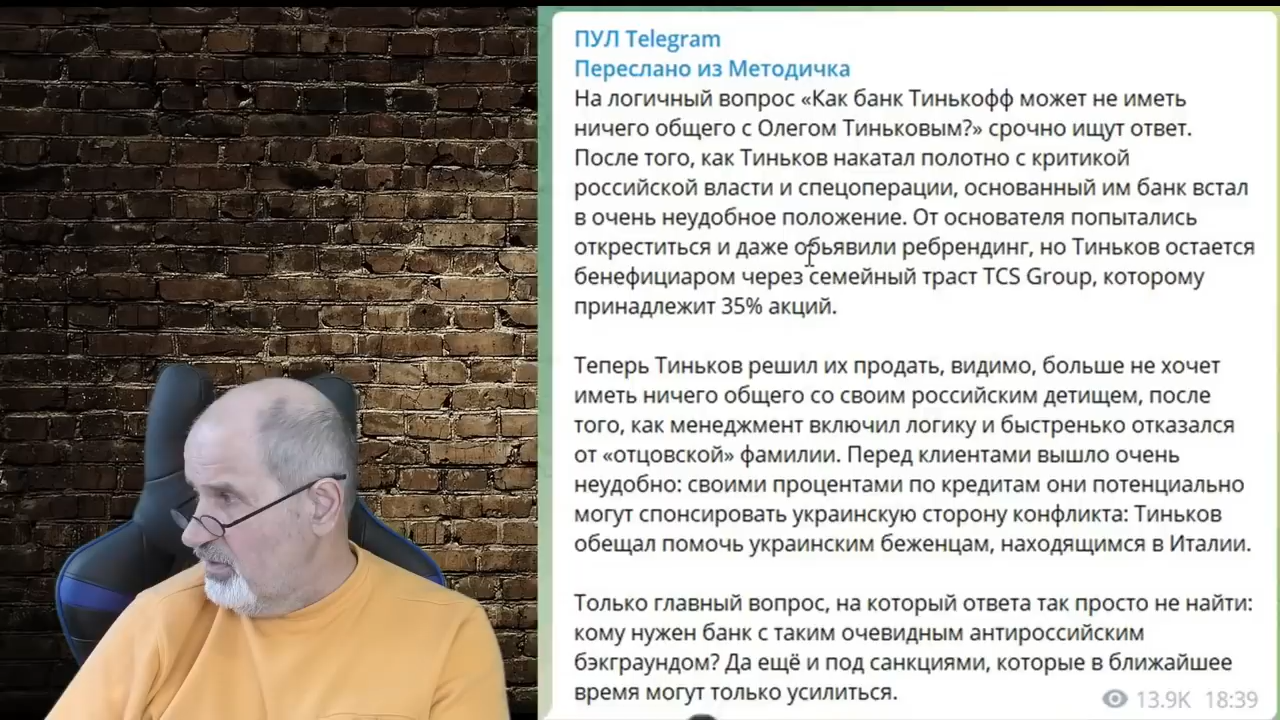 ПУЛ Telegram
Переслано из Методичка
На логичный вопрос «Как банк Тинькофф может не иметь
ничего общего с Олегом Тиньковым?» срочно ищут ответ.
После того, как Тиньков накатал полотно с критикой
российской власти и спецоперации, основанный им банк встал
в очень неудобное положение. От основателя попытались
откреститься и даже объявили ребрендинг, но Тиньков остается
бенефициаром через семейный траст TCS Group, которому
принадлежит 35% акций.
Теперь Тиньков решил их продать, видимо, больше не хочет
иметь ничего общего со своим российским детищем, после
того, как менеджмент включил логику и быстренько отказался
от «отцовской» фамилии. Перед клиентами вышло очень
неудобно: своими процентами по кредитам они потенциально
могут спонсировать украинскую сторону конфликта: Тиньков
обещал помочь украинским беженцам, находящимся в Италии.
Только главный вопрос, на который ответа так просто не найти:
кому нужен банк с таким очевидным антироссийским
бэкграундом? Да ещё и под санкциями, которые в ближайшее
время могут только усилиться.
13.9K 18:39